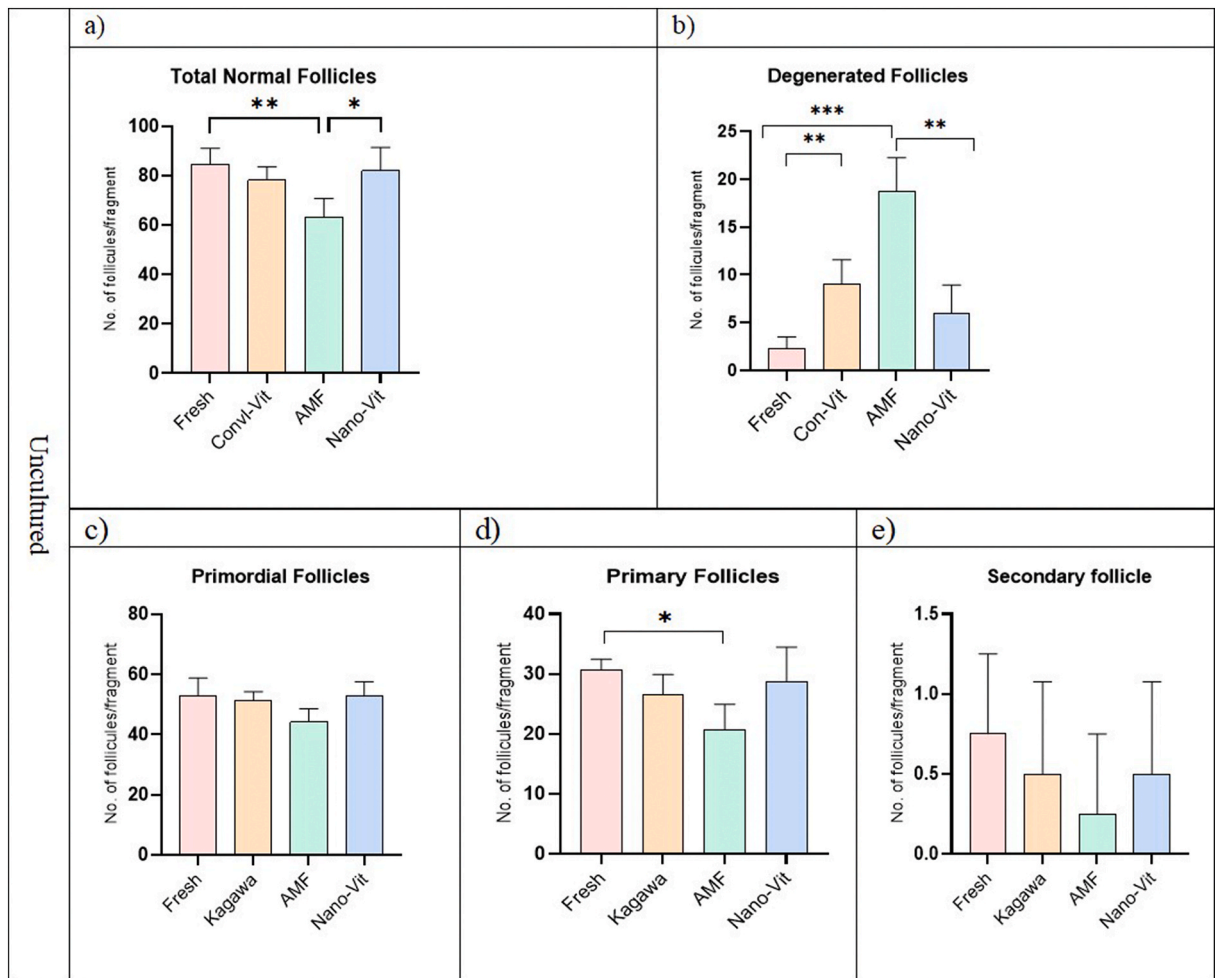 Uncultured
a)
Total Normal Follicles
** *
No. of follicules/fragment
100
80
60
40
20
0
Fresh
Convl-Vit
AMF
Nano-Vit
b)
Degenerated Follicles
***
** **
No. of follicules/fragment
25
20
15
10
5
0
Fresh
Con-Vit
AMF
Nano-Vit
c)
Primordial Follicles
No. of follicules/fragment
80
60
40
20
0
Fresh
Kagawa
AMF
Nano-Vit
d)
Primary Follicles
*
No. of follicules/fragment
40
30
20
10
0
Fresh
Kagawa
AMF
Nano-Vit
e)
Secondary follicle
No. of follicules/fragment
1.5
1.0
0.5
0.0
Fresh
Kagawa
AMF
Nano-Vit